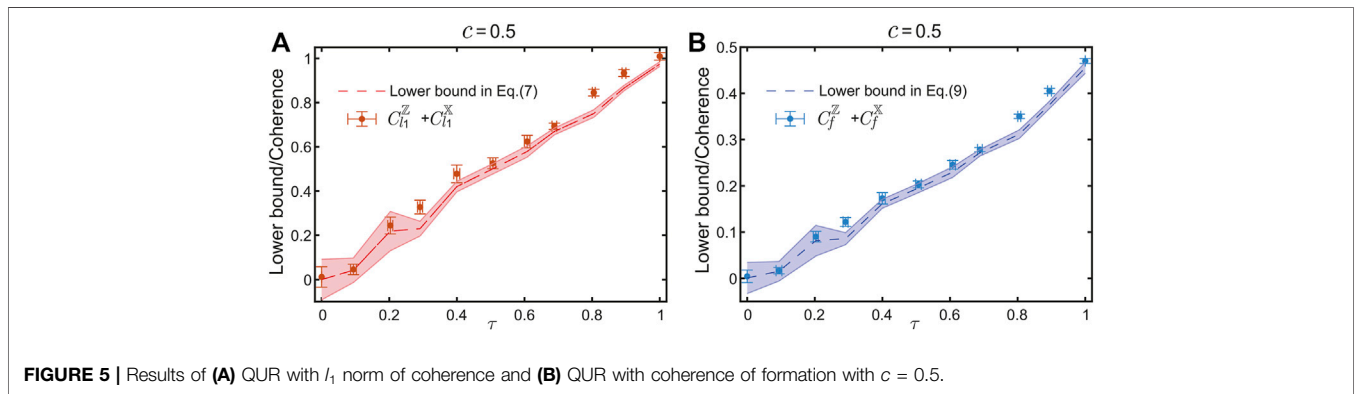 A
c = 0.5
Lower bound/Coherence
1
0.8
0.6
0.4
0.2
0
Lower bound in Eq.(7)
C_{l1}^ℤ +C_{l1}^𝕏
0 0.2 0.4 0.6 0.8 1
τ
B
c = 0.5
Lower bound/Coherence
0.5
0.4
0.3
0.2
0.1
0
Lower bound in Eq.(9)
C_f^ℤ +C_f^𝕏
0 0.2 0.4 0.6 0.8 1
τ
FIGURE 5 | Results of (A) QUR with l₁ norm of coherence and (B) QUR with coherence of formation with c = 0.5.